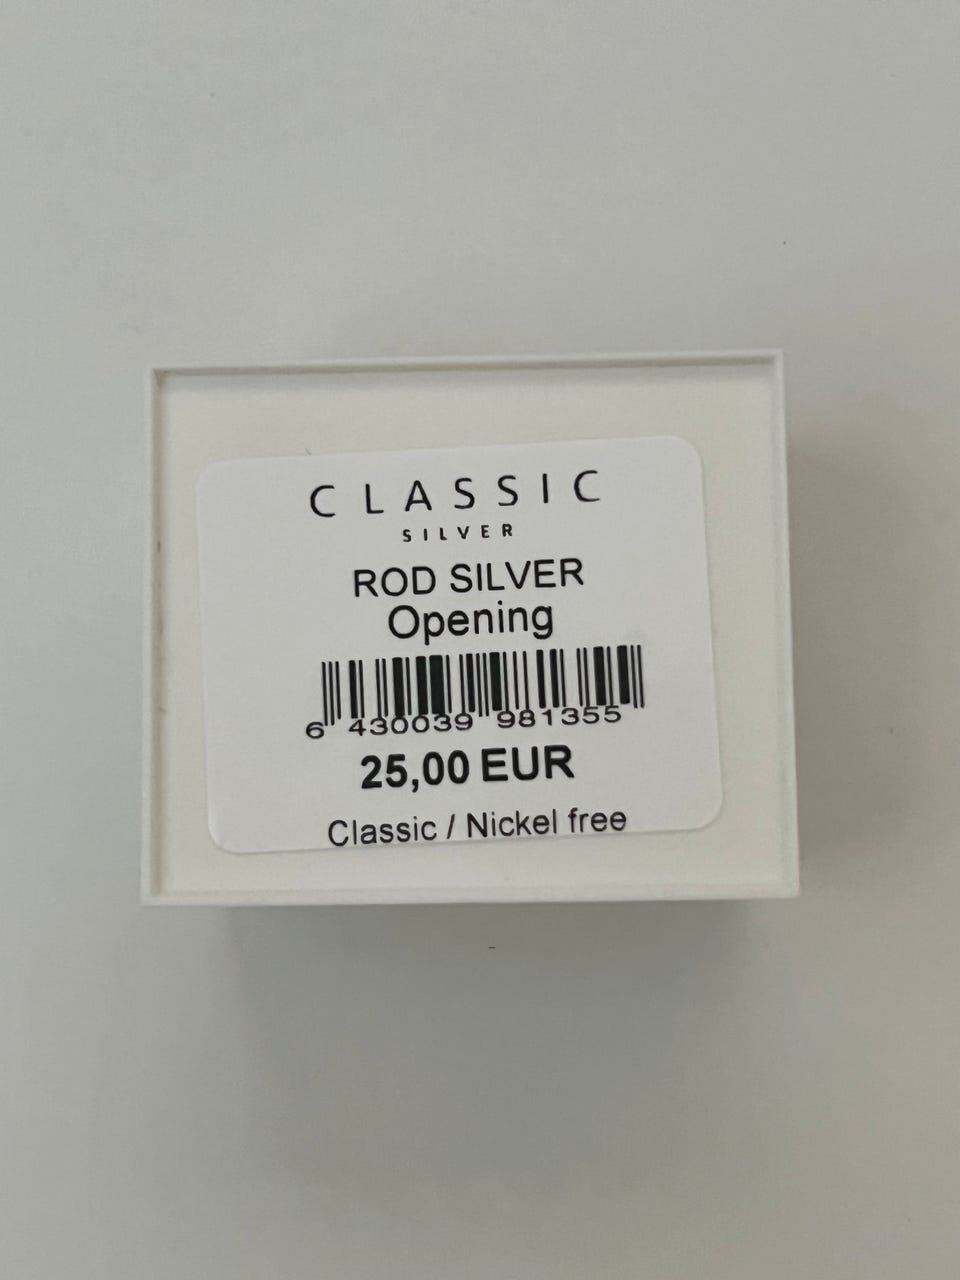 CLASSIC
SILVER
ROD SILVER
Opening
6 430039 981355
25,00 EUR
Classic / Nickel free